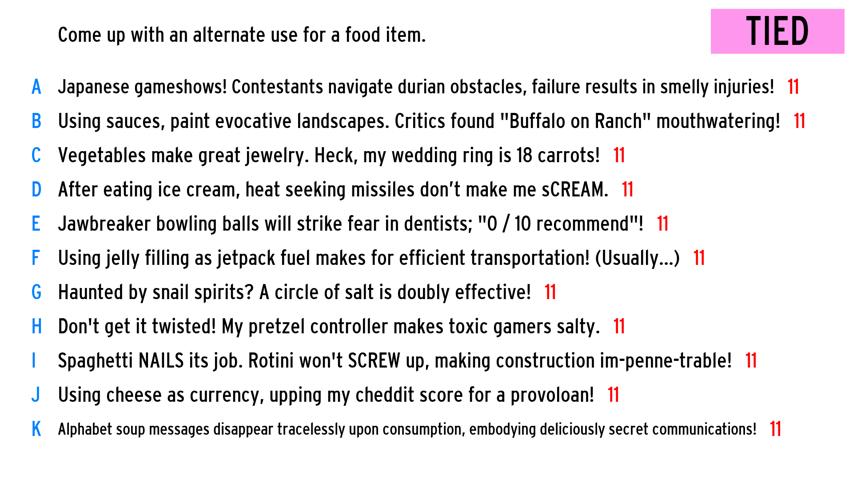 Come up with an alternate use for a food item.
TIED
A Japanese gameshows! Contestants navigate durian obstacles, failure results in smelly injuries! 11
B Using sauces, paint evocative landscapes. Critics found "Buffalo on Ranch" mouthwatering! 11
C Vegetables make great jewelry. Heck, my wedding ring is 18 carrots! 11
D After eating ice cream, heat seeking missiles don’t make me sCREAM. 11
E Jawbreaker bowling balls will strike fear in dentists; "0 / 10 recommend"! 11
F Using jelly filling as jetpack fuel makes for efficient transportation! (Usually...) 11
G Haunted by snail spirits? A circle of salt is doubly effective! 11
H Don't get it twisted! My pretzel controller makes toxic gamers salty. 11
I Spaghetti NAILS its job. Rotini won't SCREW up, making construction im-penne-trable! 11
J Using cheese as currency, upping my cheddit score for a provoloan! 11
K Alphabet soup messages disappear tracelessly upon consumption, embodying deliciously secret communications! 11